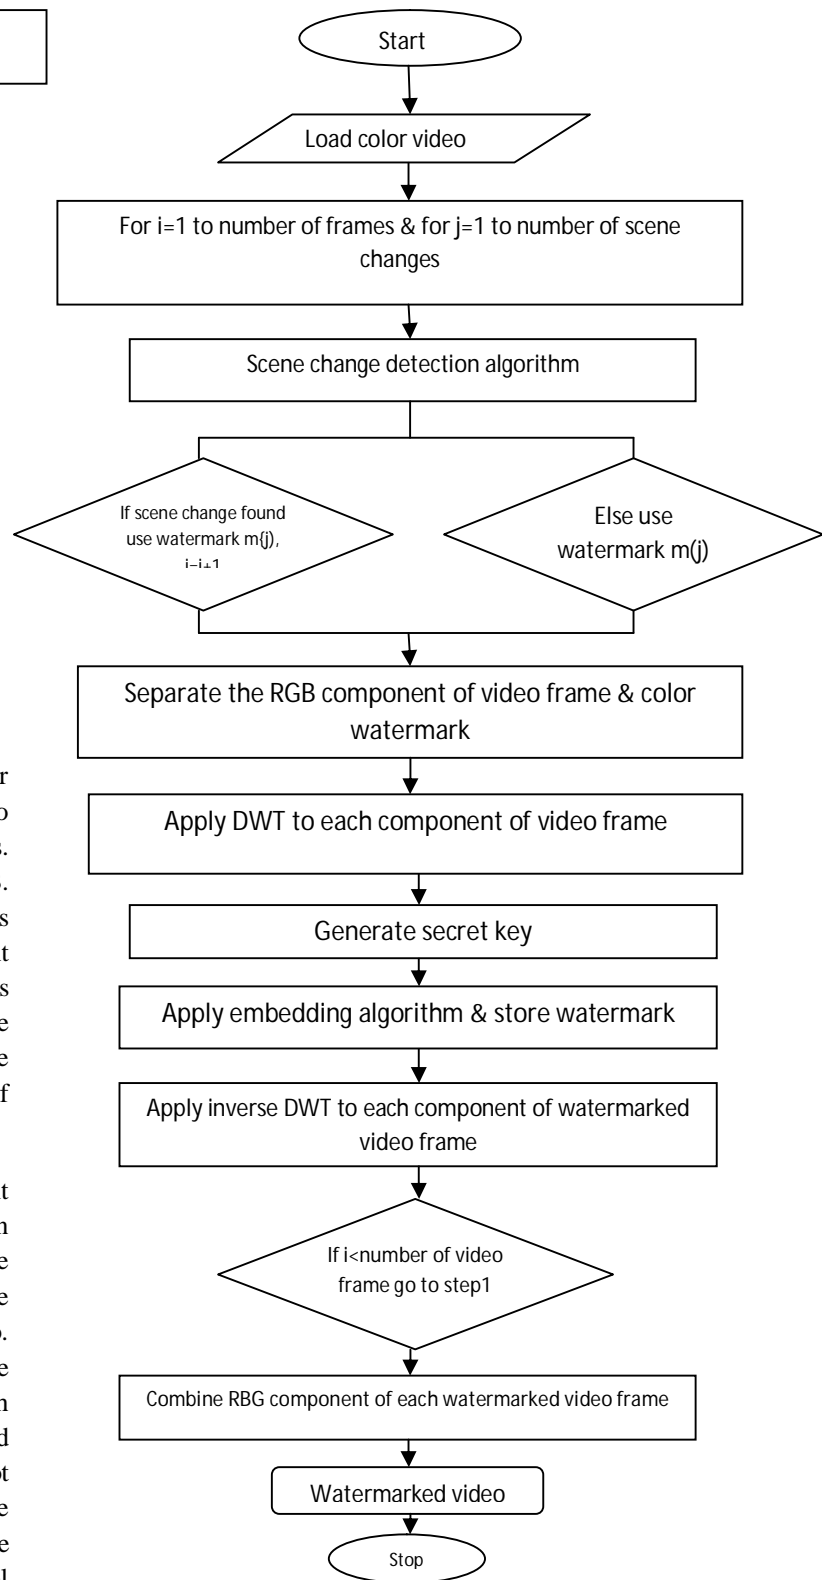 Start
Load color video
For i=1 to number of frames & for j=1 to number of scene
changes
Scene change detection algorithm
If scene change found
use watermark m(j),
Else use
watermark m(j)
Separate the RGB component of video frame & color
watermark
Apply DWT to each component of video frame
Generate secret key
Apply embedding algorithm & store watermark
Apply inverse DWT to each component of watermarked
video frame
If i<number of video
frame go to step1
Combine RBG component of each watermarked video frame
Watermarked video
Stop